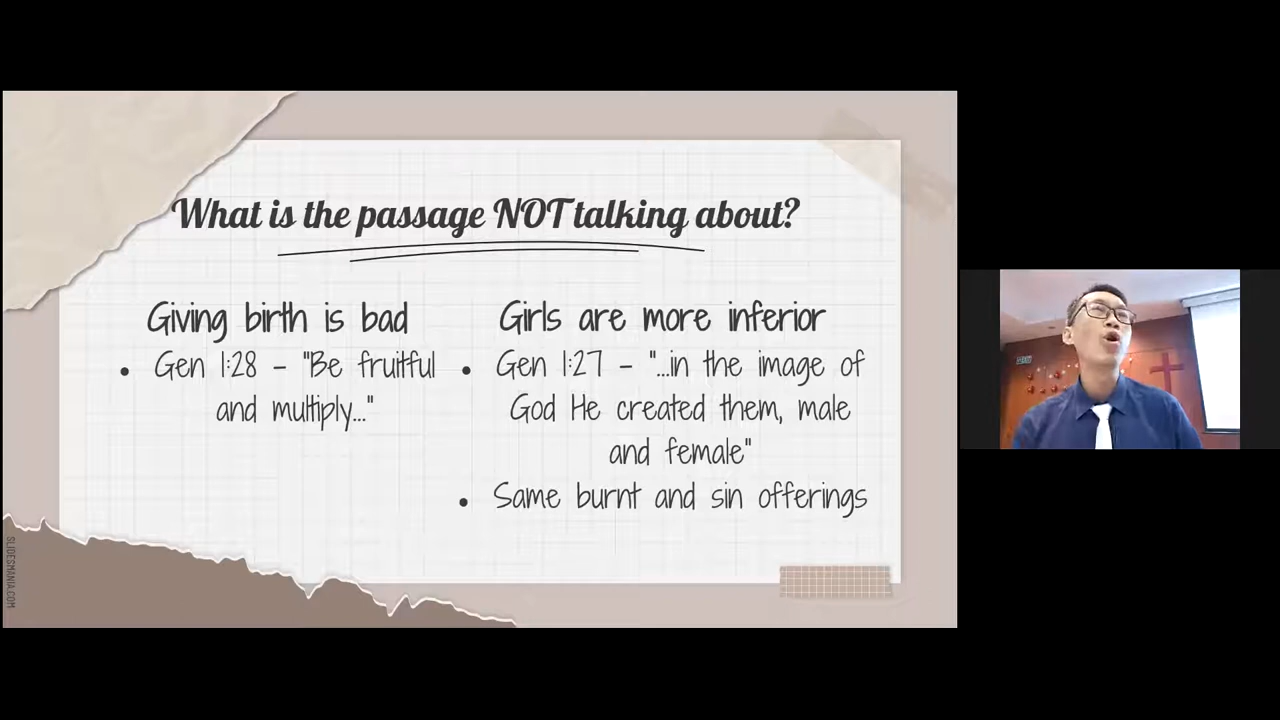 What is the passage NOT talking about?
Giving birth is bad
• Gen 1:28 - "Be fruitful
and multiply..."
Girls are more inferior
• Gen 1:27 - "...in the image of
God He created them, male
and female"
• Same burnt and sin offerings
SLIDESMANIA.COM